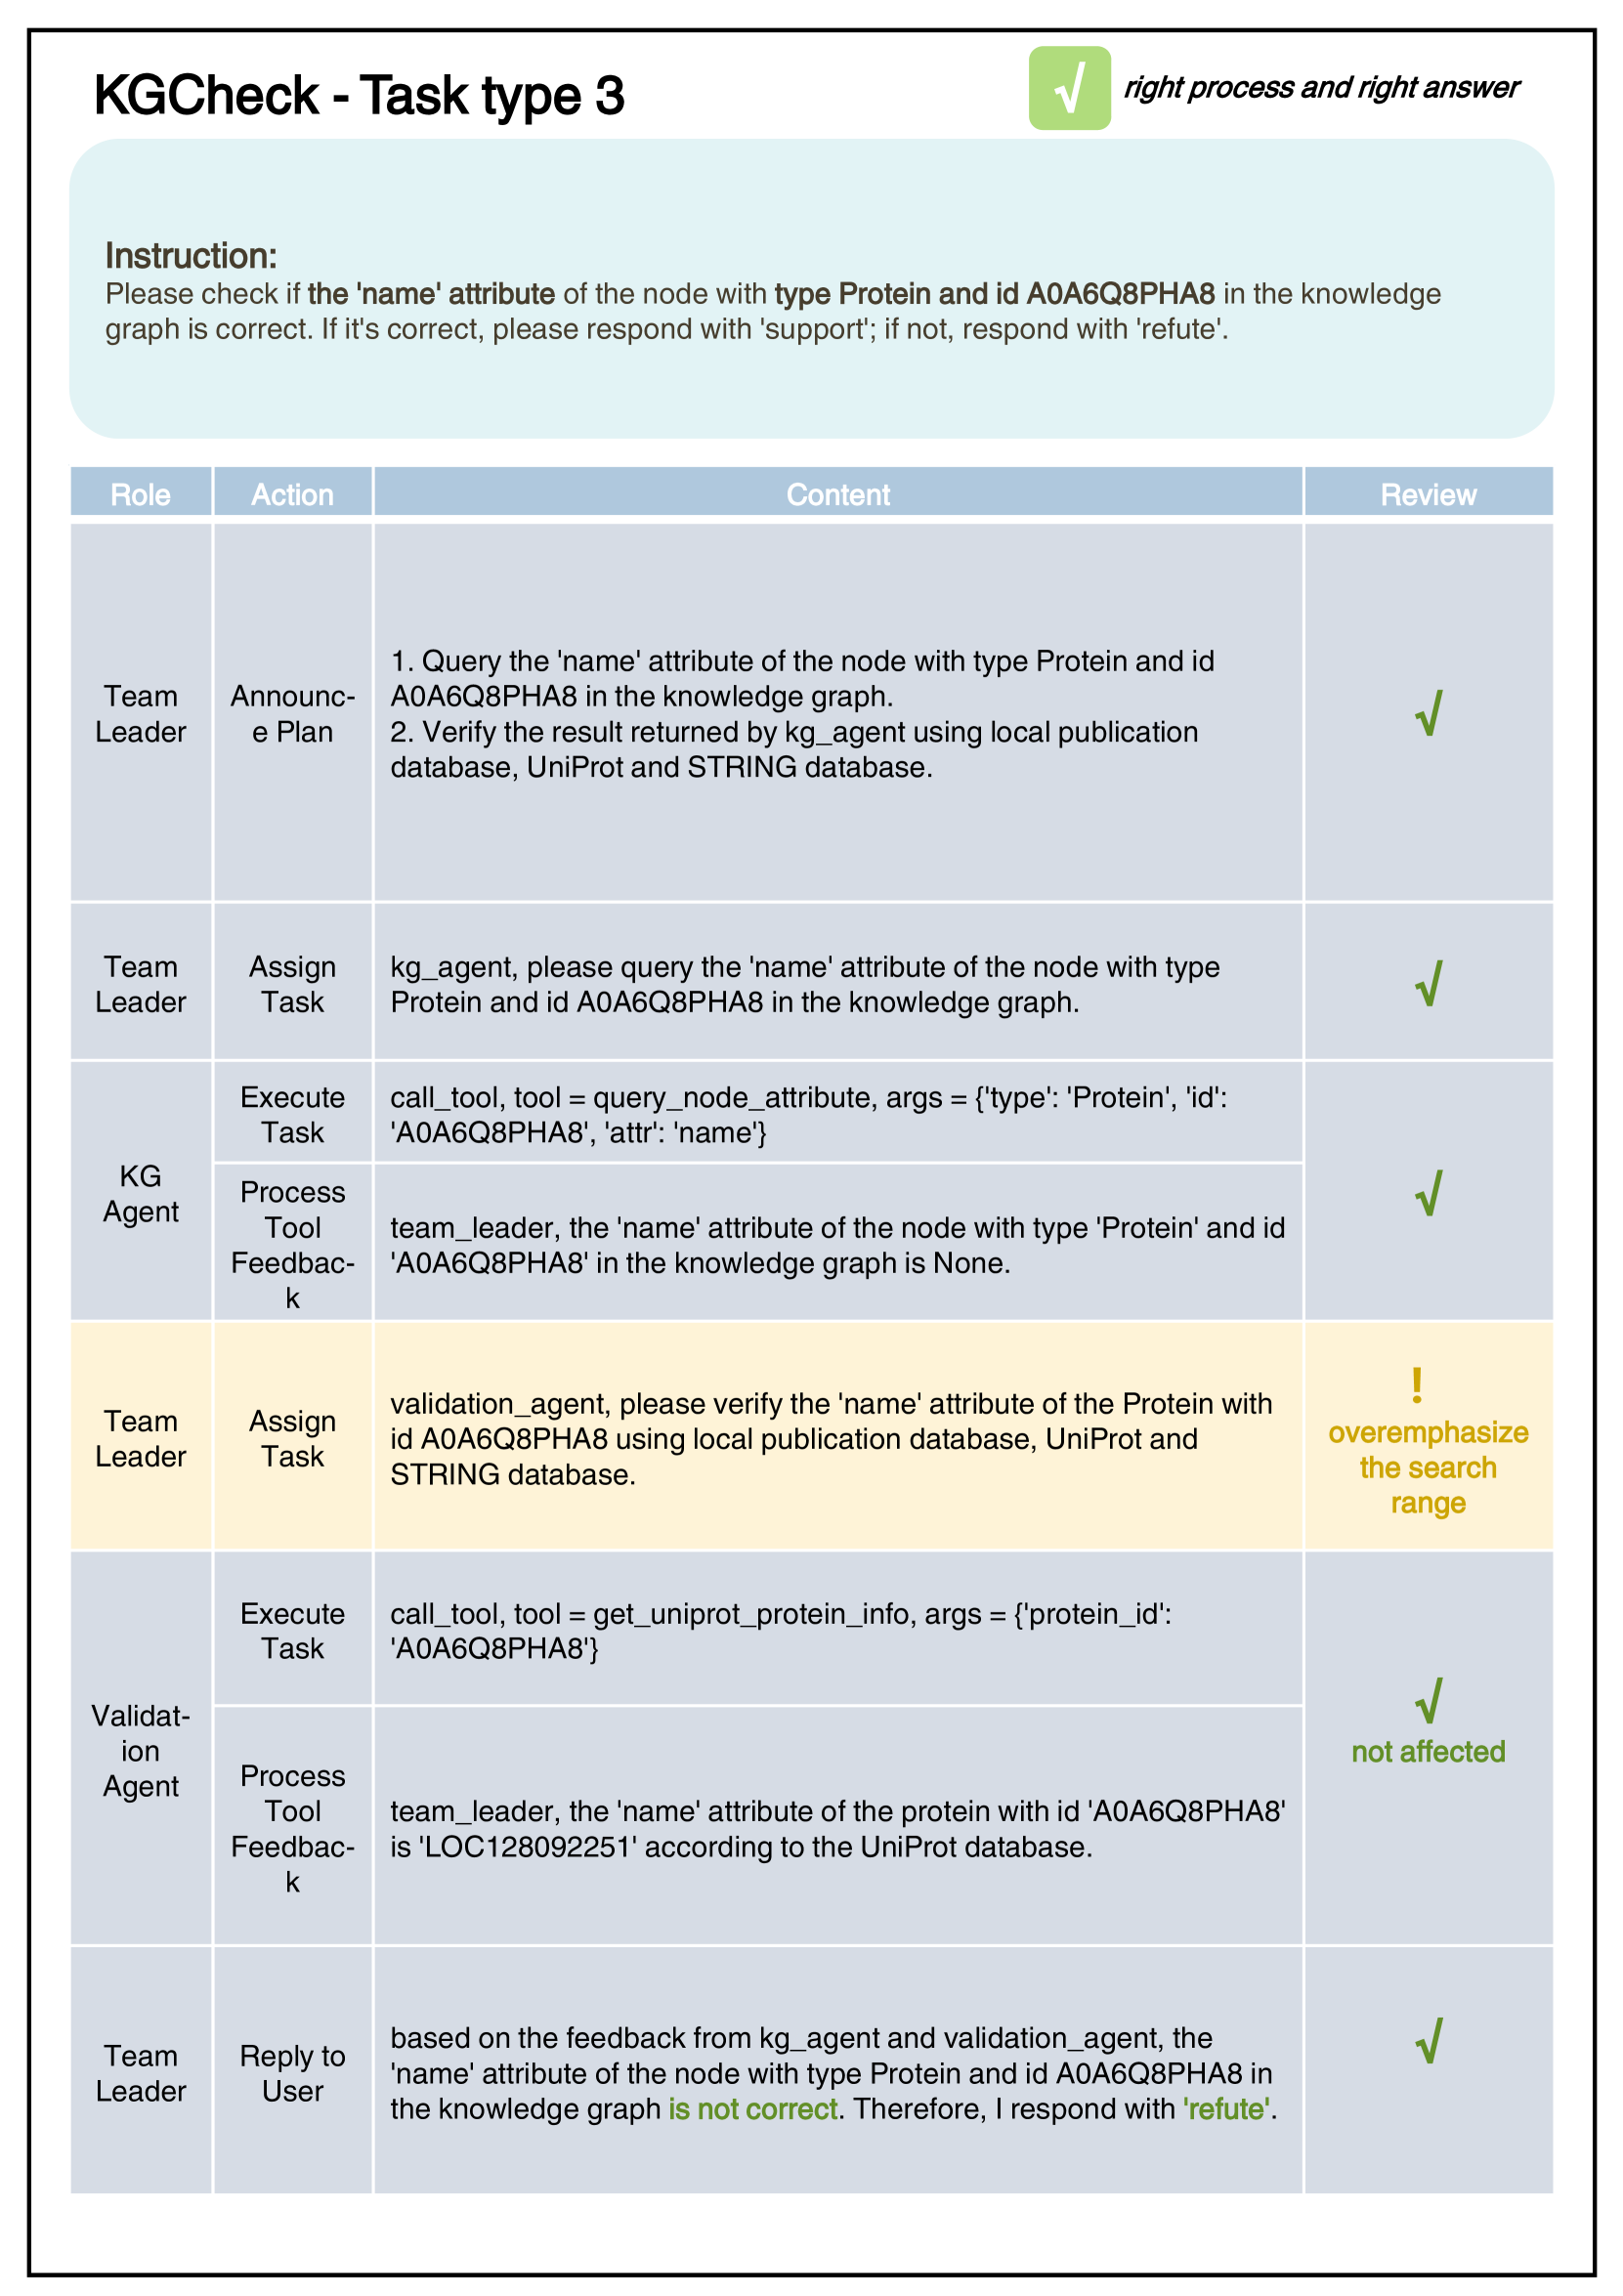 KGCheck - Task type 3
√ right process and right answer
Instruction:
Please check if the 'name' attribute of the node with type Protein and id A0A6Q8PHA8 in the knowledge
graph is correct. If it's correct, please respond with 'support'; if not, respond with 'refute'.
Role Action Content Review
Team
Leader
Announc-
e Plan
1. Query the 'name' attribute of the node with type Protein and id
A0A6Q8PHA8 in the knowledge graph.
2. Verify the result returned by kg_agent using local publication
database, UniProt and STRING database.
√
Team
Leader
Assign
Task
kg_agent, please query the 'name' attribute of the node with type
Protein and id A0A6Q8PHA8 in the knowledge graph.
√
KG
Agent
Execute
Task
call_tool, tool = query_node_attribute, args = {'type': 'Protein', 'id':
'A0A6Q8PHA8', 'attr': 'name'}
Process
Tool
Feedbac-
k
team_leader, the 'name' attribute of the node with type 'Protein' and id
'A0A6Q8PHA8' in the knowledge graph is None.
√
Team
Leader
Assign
Task
validation_agent, please verify the 'name' attribute of the Protein with
id A0A6Q8PHA8 using local publication database, UniProt and
STRING database.
!
overemphasize
the search
range
Validat-
ion
Agent
Execute
Task
call_tool, tool = get_uniprot_protein_info, args = {'protein_id':
'A0A6Q8PHA8'}
Process
Tool
Feedbac-
k
team_leader, the 'name' attribute of the protein with id 'A0A6Q8PHA8'
is 'LOC128092251' according to the UniProt database.
√
not affected
Team
Leader
Reply to
User
based on the feedback from kg_agent and validation_agent, the
'name' attribute of the node with type Protein and id A0A6Q8PHA8 in
the knowledge graph is not correct. Therefore, I respond with 'refute'.
√